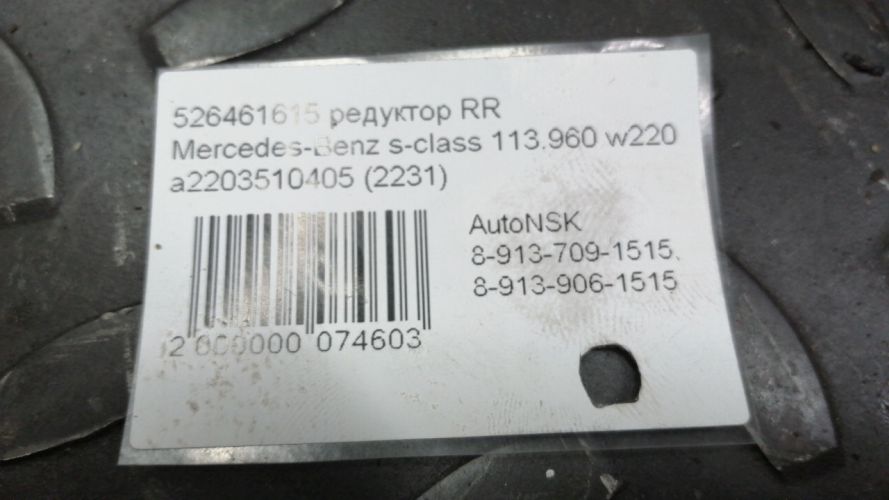 526461615 редуктор RR
Mercedes-Benz s-class 113.960 w220
a2203510405 (2231)
AutoNSK
8-913-709-1515,
8-913-906-1515
2 000000 074603